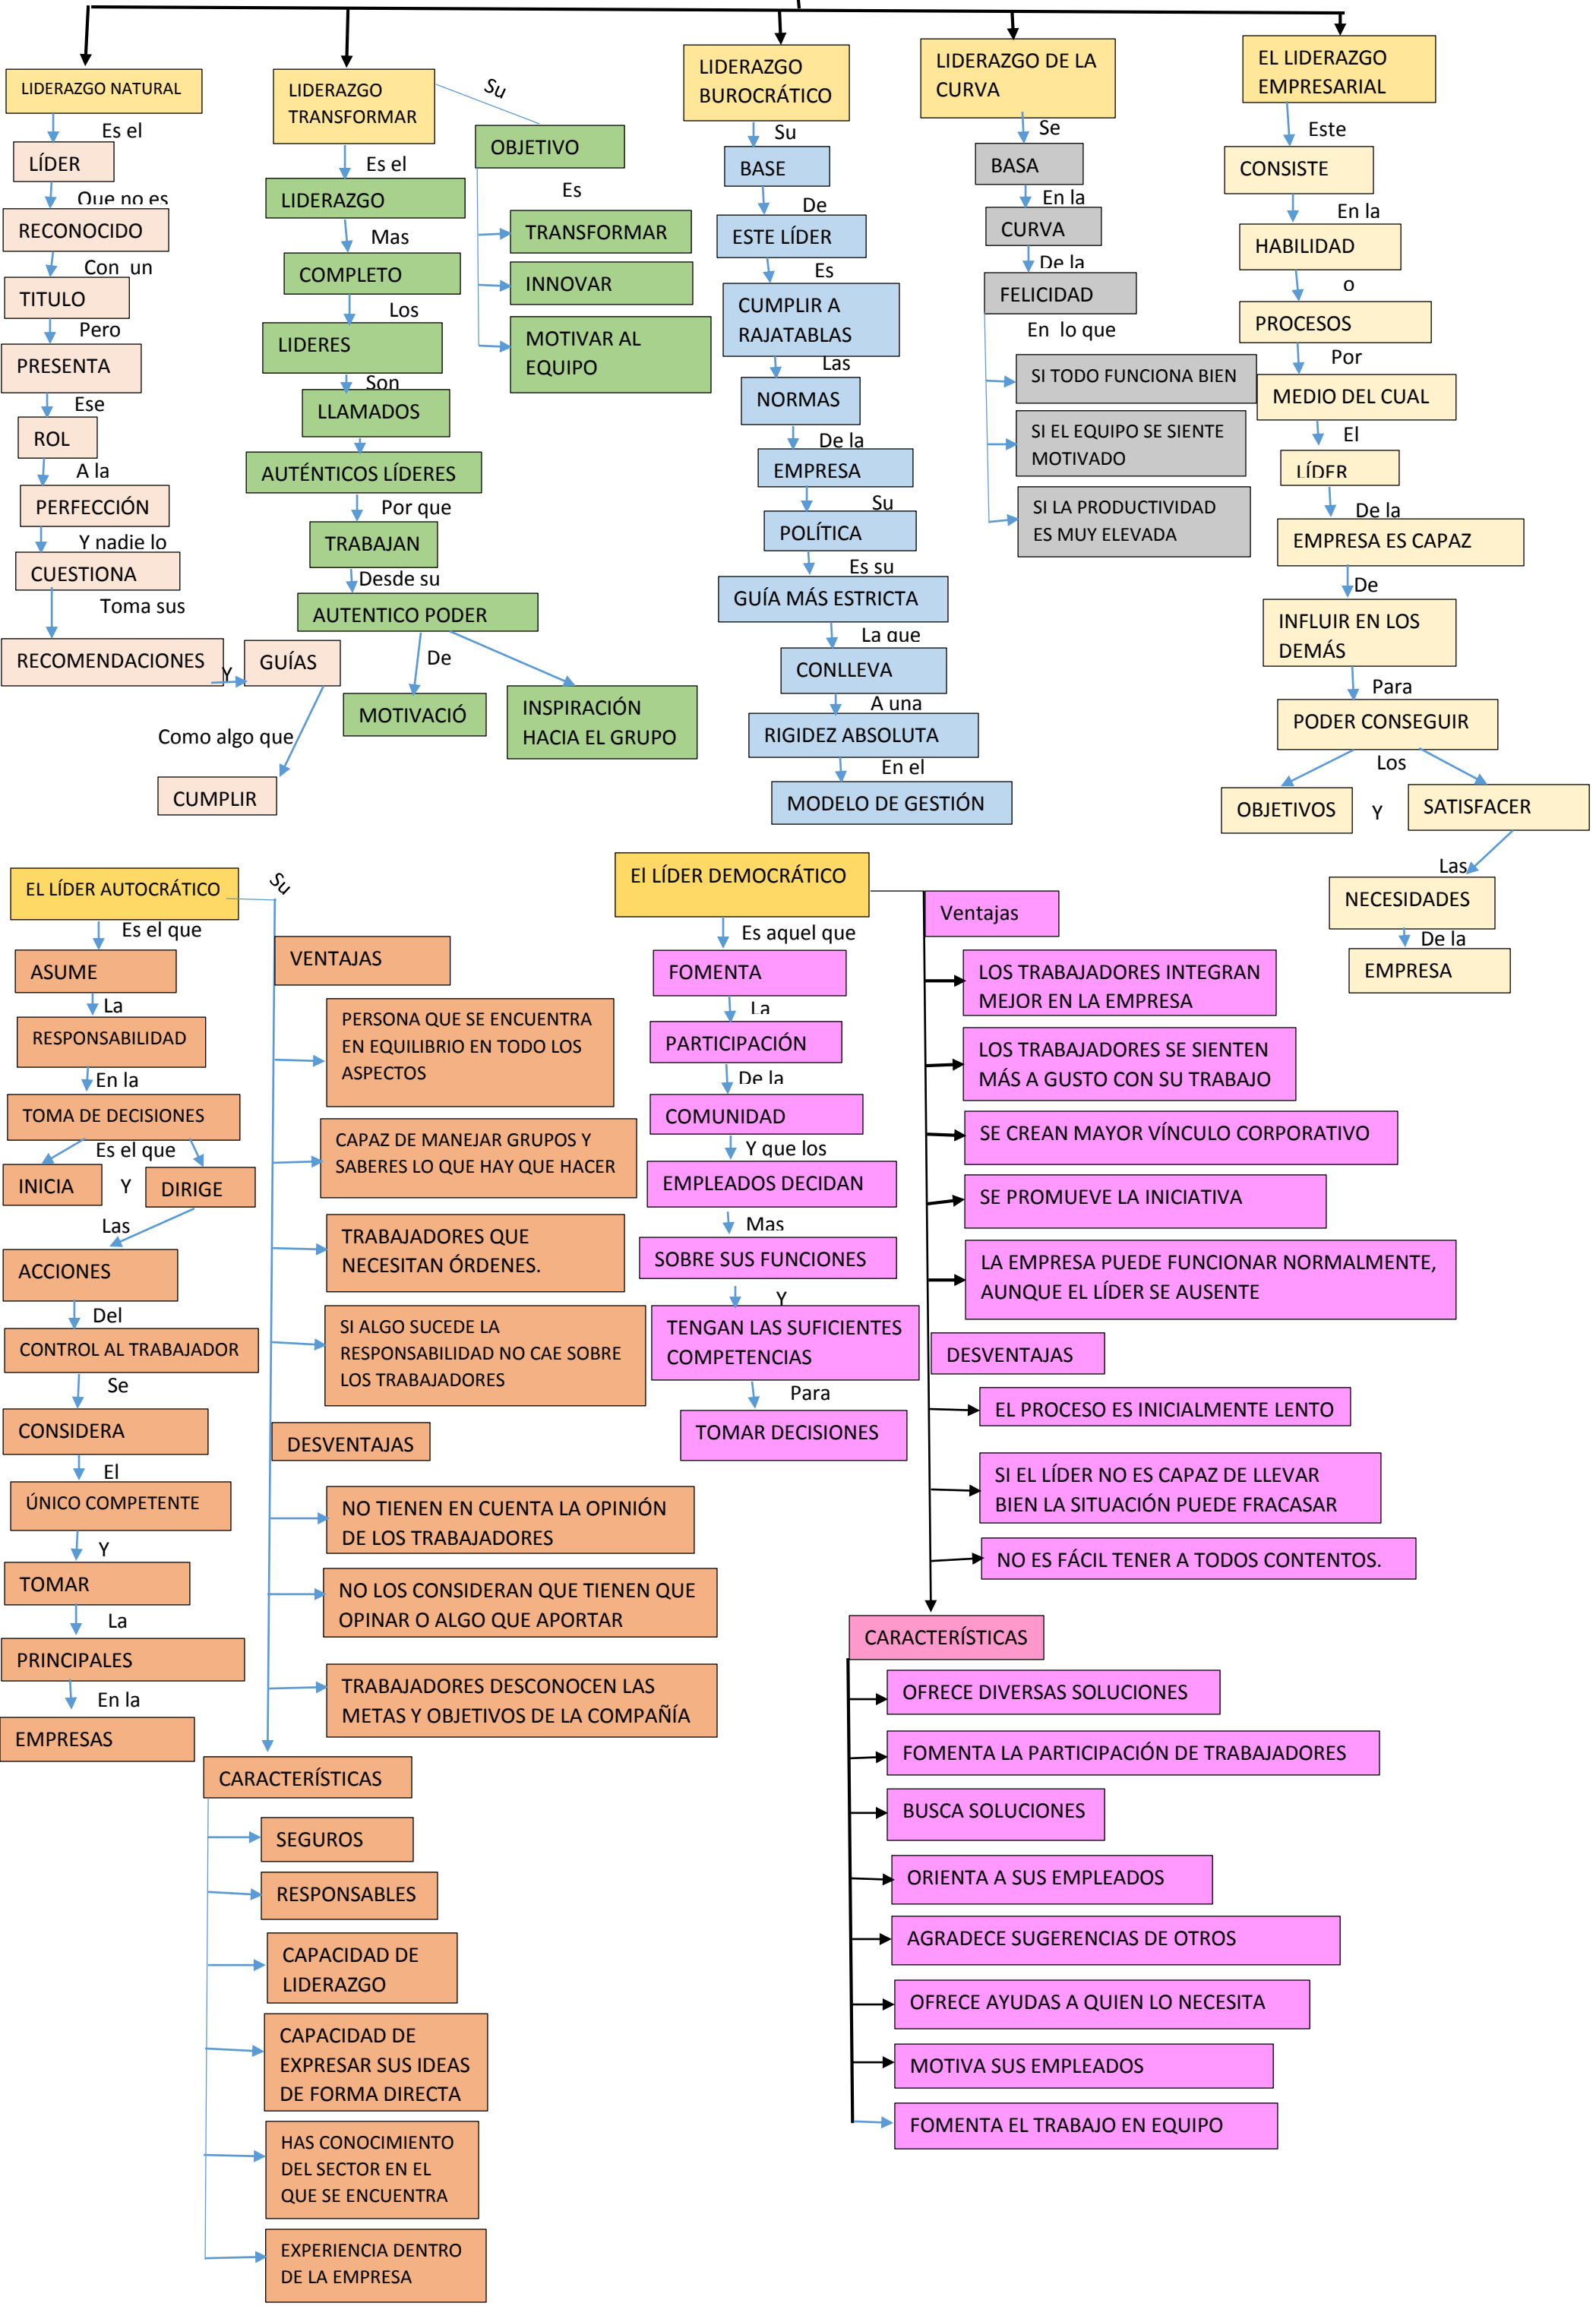 LIDERAZGO NATURAL
Es el
LÍDER
Que no es
RECONOCIDO
Con un
TITULO
Pero
PRESENTA
Ese
ROL
A la
PERFECCIÓN
Y nadie lo
CUESTIONA
Toma sus
RECOMENDACIONES
Y
GUÍAS
Como algo que
CUMPLIR
LIDERAZGO
TRANSFORMAR
Es el
LIDERAZGO
Mas
COMPLETO
Los
LIDERES
Son
LLAMADOS
AUTÉNTICOS LÍDERES
Por que
TRABAJAN
Desde su
AUTENTICO PODER
De
MOTIVACIÓ
INSPIRACIÓN
HACIA EL GRUPO
Su
OBJETIVO
Es
TRANSFORMAR
INNOVAR
MOTIVAR AL
EQUIPO
LIDERAZGO
BUROCRÁTICO
Su
BASE
De
ESTE LÍDER
Es
CUMPLIR A
RAJATABLAS
Las
NORMAS
De la
EMPRESA
Su
POLÍTICA
Es su
GUÍA MÁS ESTRICTA
La que
CONLLEVA
A una
RIGIDEZ ABSOLUTA
En el
MODELO DE GESTIÓN
LIDERAZGO DE LA
CURVA
Se
BASA
En la
CURVA
De la
FELICIDAD
En lo que
SI TODO FUNCIONA BIEN
SI EL EQUIPO SE SIENTE
MOTIVADO
SI LA PRODUCTIVIDAD
ES MUY ELEVADA
EL LIDERAZGO
EMPRESARIAL
Este
CONSISTE
En la
HABILIDAD
o
PROCESOS
Por
MEDIO DEL CUAL
El
LÍDER
De la
EMPRESA ES CAPAZ
De
INFLUIR EN LOS
DEMÁS
Para
PODER CONSEGUIR
Los
OBJETIVOS
Y
SATISFACER
Las
NECESIDADES
De la
EMPRESA
EL LÍDER AUTOCRÁTICO
Es el que
ASUME
La
RESPONSABILIDAD
En la
TOMA DE DECISIONES
Es el que
INICIA
Y
DIRIGE
Las
ACCIONES
Del
CONTROL AL TRABAJADOR
Se
CONSIDERA
El
ÚNICO COMPETENTE
Y
TOMAR
La
PRINCIPALES
En la
EMPRESAS
Su
VENTAJAS
PERSONA QUE SE ENCUENTRA
EN EQUILIBRIO EN TODO LOS
ASPECTOS
CAPAZ DE MANEJAR GRUPOS Y
SABERES LO QUE HAY QUE HACER
TRABAJADORES QUE
NECESITAN ÓRDENES.
SI ALGO SUCEDE LA
RESPONSABILIDAD NO CAE SOBRE
LOS TRABAJADORES
DESVENTAJAS
NO TIENEN EN CUENTA LA OPINIÓN
DE LOS TRABAJADORES
NO LOS CONSIDERAN QUE TIENEN QUE
OPINAR O ALGO QUE APORTAR
TRABAJADORES DESCONOCEN LAS
METAS Y OBJETIVOS DE LA COMPAÑÍA
CARACTERÍSTICAS
SEGUROS
RESPONSABLES
CAPACIDAD DE
LIDERAZGO
CAPACIDAD DE
EXPRESAR SUS IDEAS
DE FORMA DIRECTA
HAS CONOCIMIENTO
DEL SECTOR EN EL
QUE SE ENCUENTRA
EXPERIENCIA DENTRO
DE LA EMPRESA
El LÍDER DEMOCRÁTICO
Es aquel que
FOMENTA
La
PARTICIPACIÓN
De la
COMUNIDAD
Y que los
EMPLEADOS DECIDAN
Mas
SOBRE SUS FUNCIONES
Y
TENGAN LAS SUFICIENTES
COMPETENCIAS
Para
TOMAR DECISIONES
Ventajas
LOS TRABAJADORES INTEGRAN
MEJOR EN LA EMPRESA
LOS TRABAJADORES SE SIENTEN
MÁS A GUSTO CON SU TRABAJO
SE CREAN MAYOR VÍNCULO CORPORATIVO
SE PROMUEVE LA INICIATIVA
LA EMPRESA PUEDE FUNCIONAR NORMALMENTE,
AUNQUE EL LÍDER SE AUSENTE
DESVENTAJAS
EL PROCESO ES INICIALMENTE LENTO
SI EL LÍDER NO ES CAPAZ DE LLEVAR
BIEN LA SITUACIÓN PUEDE FRACASAR
NO ES FÁCIL TENER A TODOS CONTENTOS.
CARACTERÍSTICAS
OFRECE DIVERSAS SOLUCIONES
FOMENTA LA PARTICIPACIÓN DE TRABAJADORES
BUSCA SOLUCIONES
ORIENTA A SUS EMPLEADOS
AGRADECE SUGERENCIAS DE OTROS
OFRECE AYUDAS A QUIEN LO NECESITA
MOTIVA SUS EMPLEADOS
FOMENTA EL TRABAJO EN EQUIPO